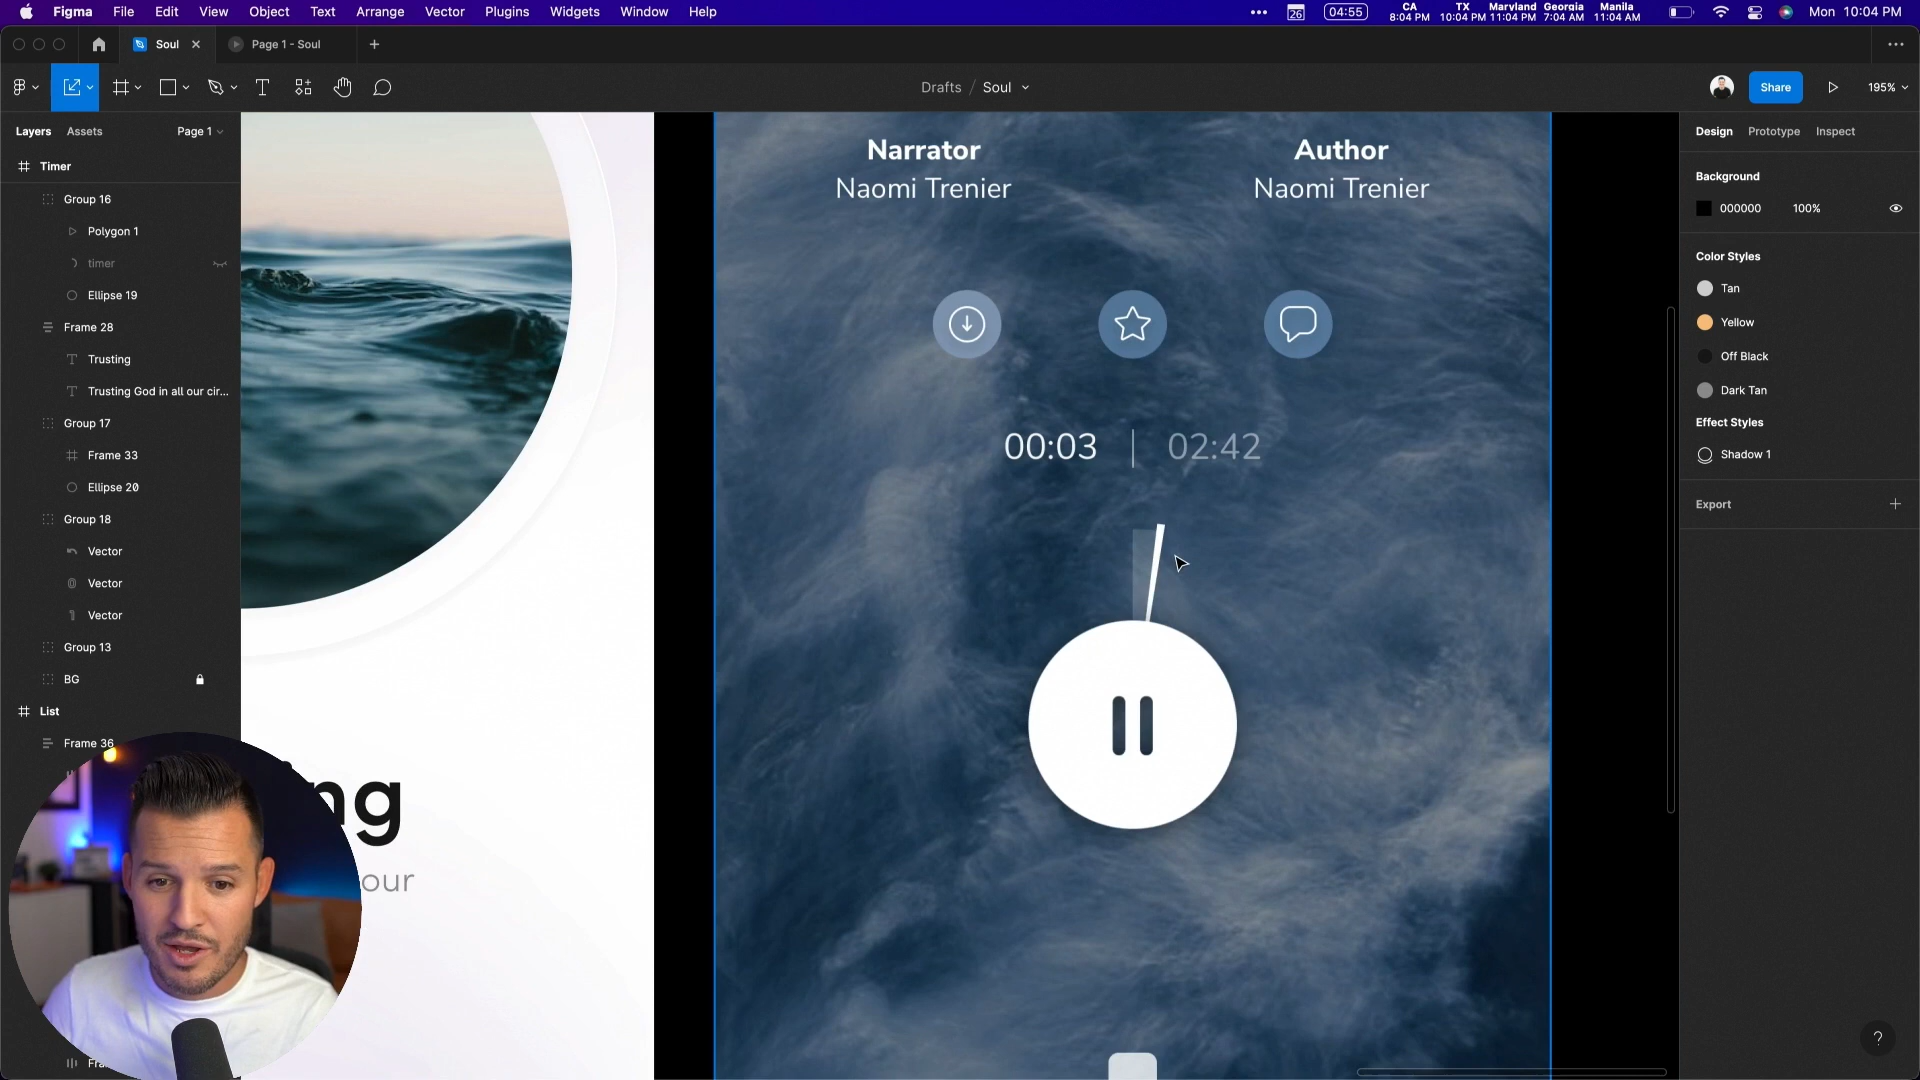 Figma File Edit View Object Text Arrange Vector Plugins Widgets Window Help
26 04:55 CA 8:04 PM TX 10:04 PM Maryland 11:04 PM Georgia 7:04 AM Manila 11:04 AM Mon 10:04 PM
Soul Page 1 - Soul
Drafts / Soul Share 195%
Layers Assets Page 1
Timer
Group 16
Polygon 1
timer
Ellipse 19
Frame 28
Trusting
Trusting God in all our cir...
Group 17
Frame 33
Ellipse 20
Group 18
Vector
Vector
Vector
Group 13
BG
List
Frame 36
ng
our
Narrator
Naomi Trenier
Author
Naomi Trenier
00:03 | 02:42
Design Prototype Inspect
Background
000000 100%
Color Styles
Tan
Yellow
Off Black
Dark Tan
Effect Styles
Shadow 1
Export
?